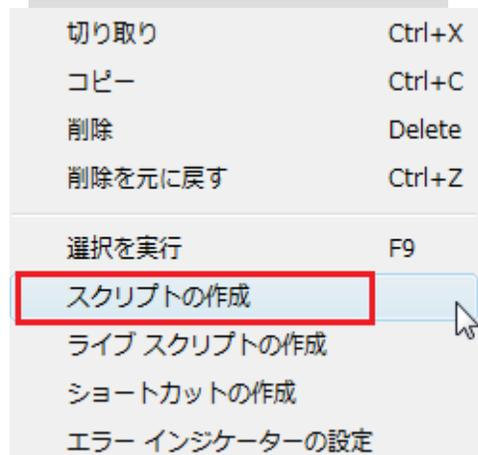 切り取り Ctrl+X
コピー Ctrl+C
削除 Delete
削除を元に戻す Ctrl+Z
選択を実行 F9
スクリプトの作成
ライブ スクリプトの作成
ショートカットの作成
エラー インジケーターの設定